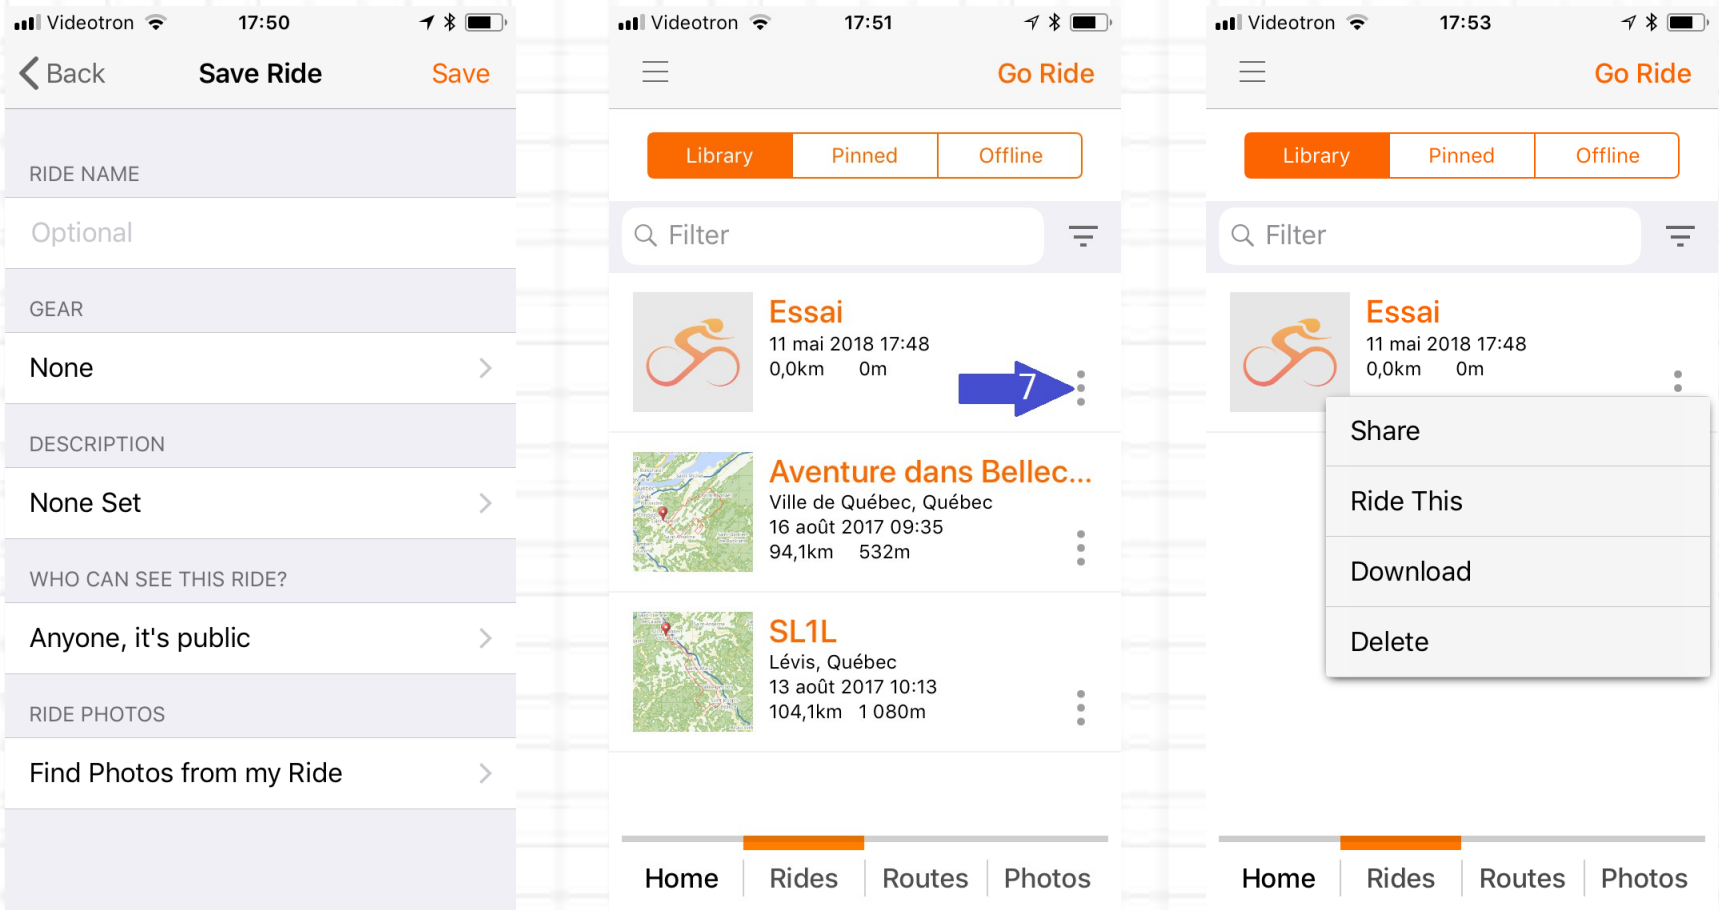 Videotron 17:50
Back Save Ride Save
RIDE NAME
Optional
GEAR
None
DESCRIPTION
None Set
WHO CAN SEE THIS RIDE?
Anyone, it's public
RIDE PHOTOS
Find Photos from my Ride
Videotron 17:51
Go Ride
Library Pinned Offline
Filter
Essai
11 mai 2018 17:48
0,0km 0m
7
Aventure dans Bellec...
Ville de Québec, Québec
16 août 2017 09:35
94,1km 532m
SL1L
Lévis, Québec
13 août 2017 10:13
104,1km 1 080m
Home Rides Routes Photos
Videotron 17:53
Go Ride
Library Pinned Offline
Filter
Essai
11 mai 2018 17:48
0,0km 0m
Share
Ride This
Download
Delete
Home Rides Routes Photos